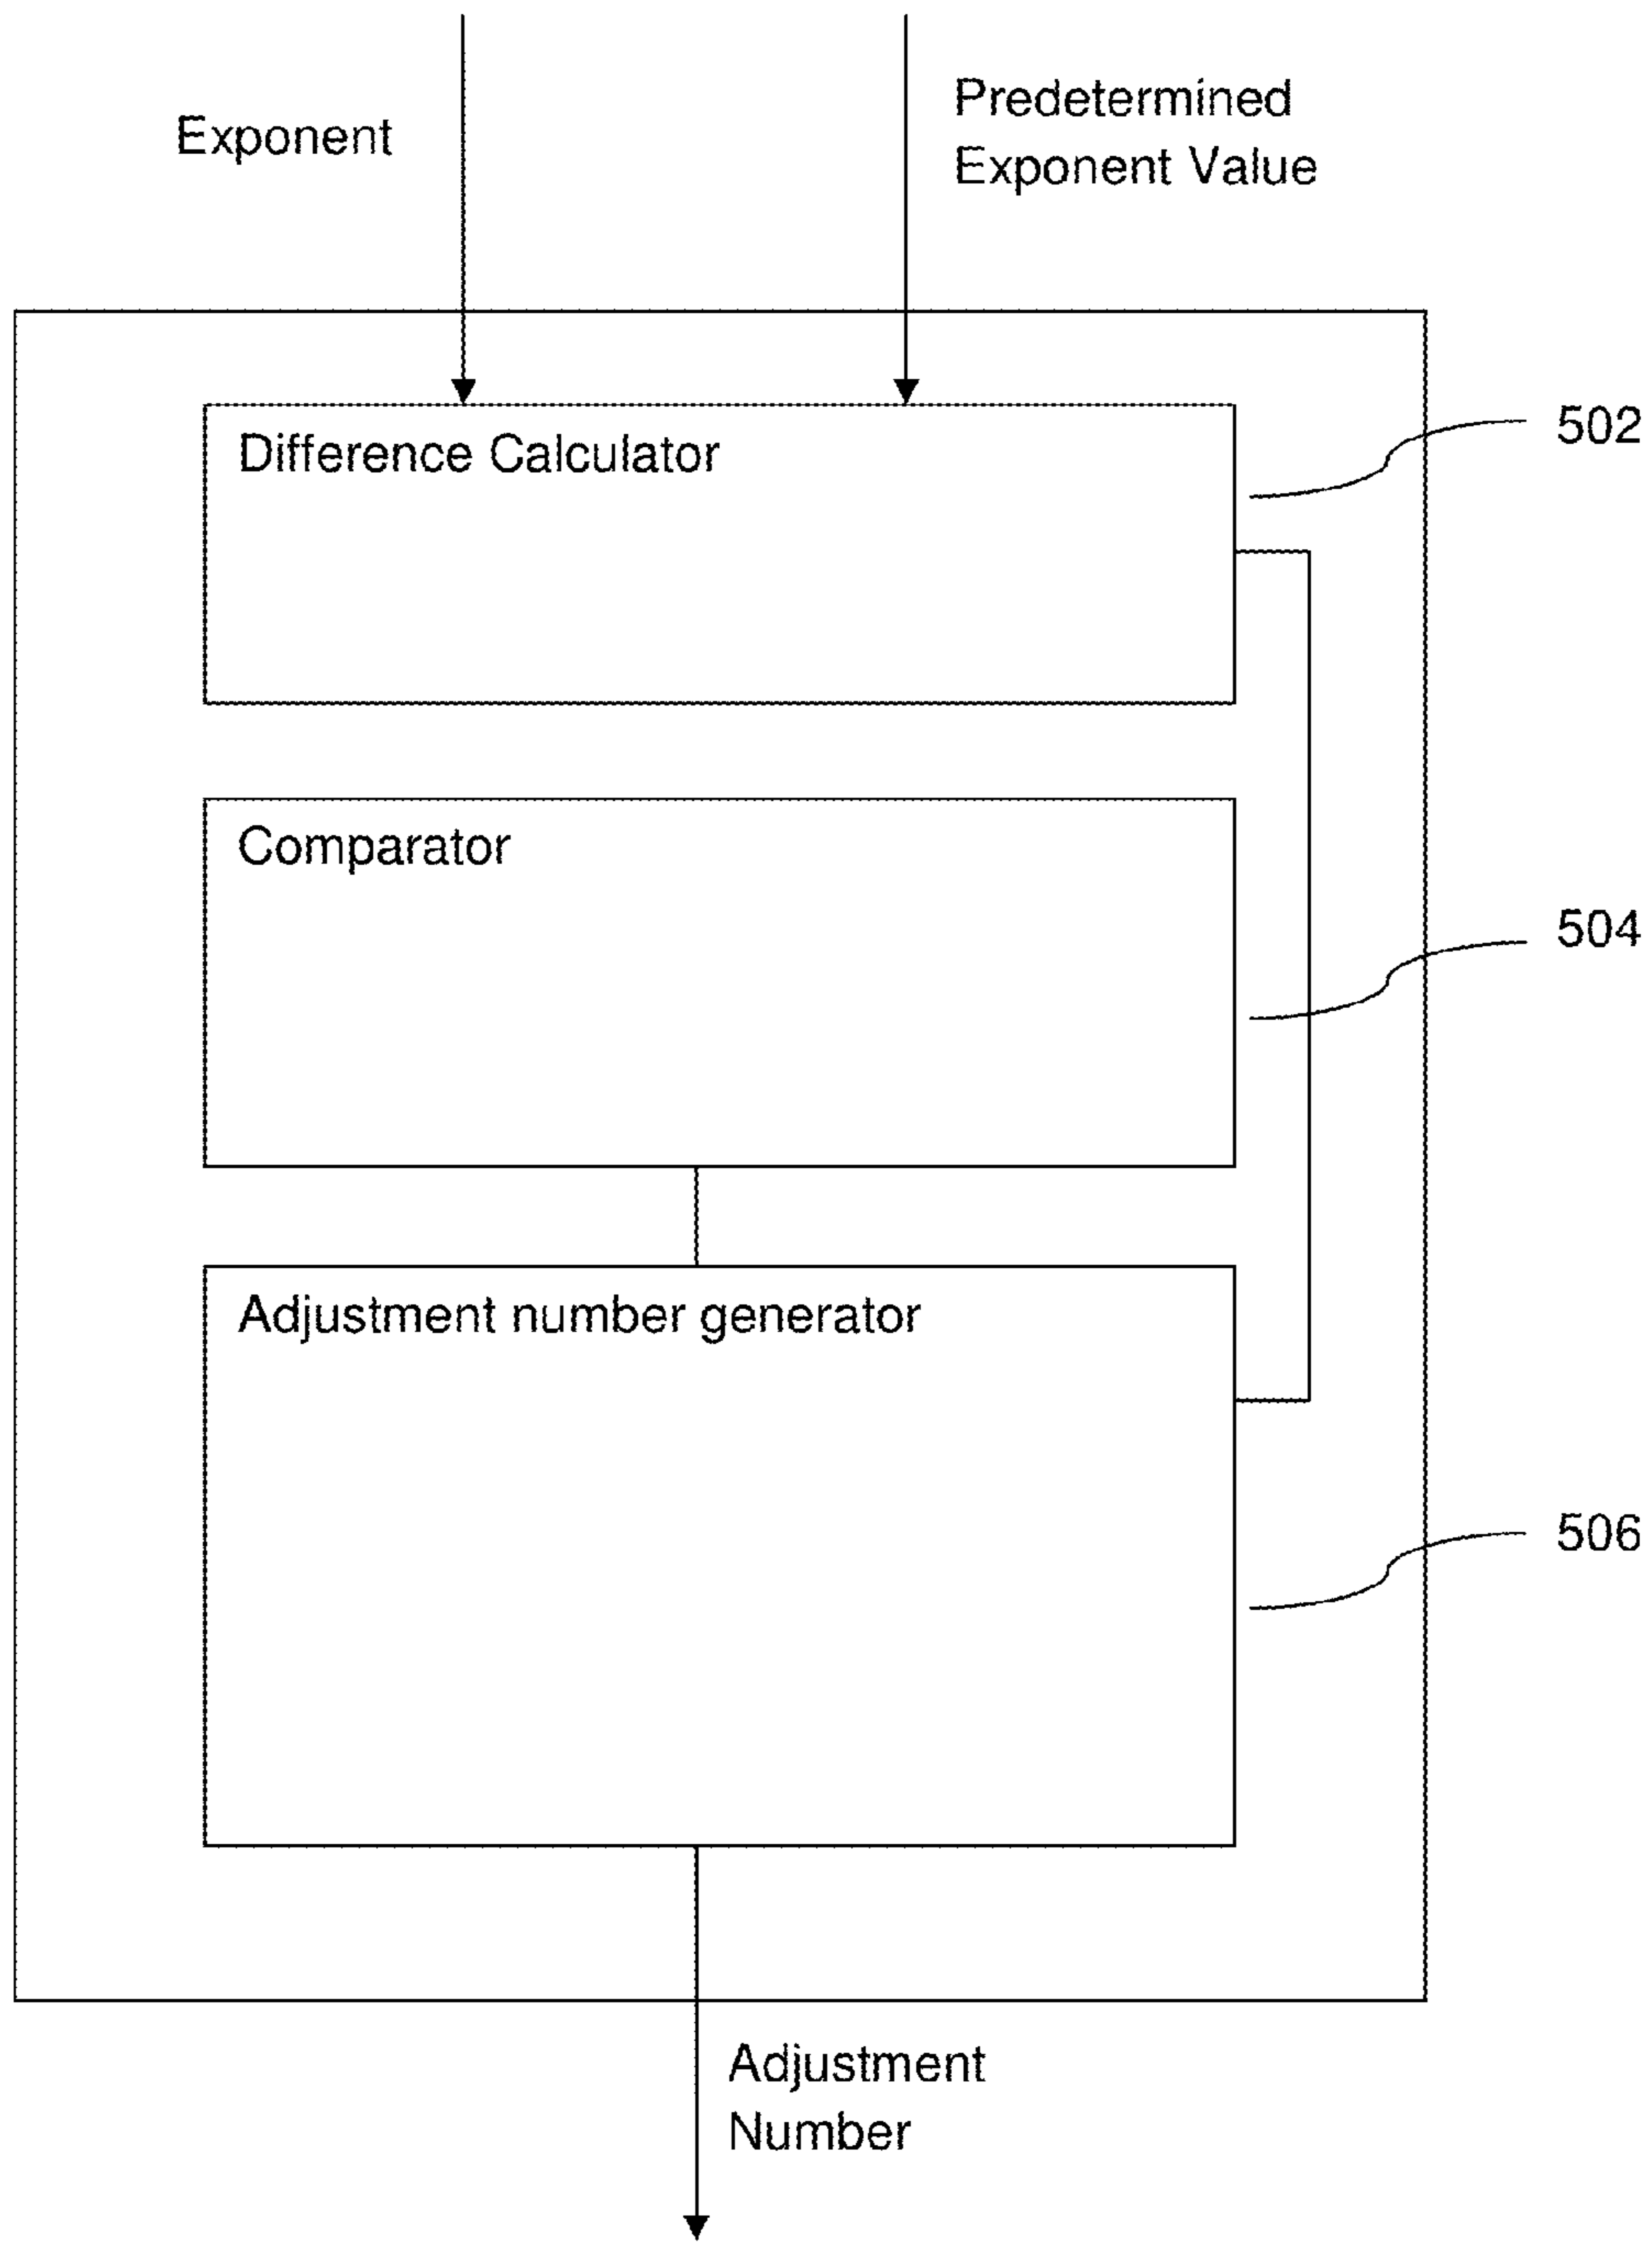 Exponent
Predetermined
Exponent Value
Difference Calculator
502
Comparator
504
Adjustment number generator
506
Adjustment
Number